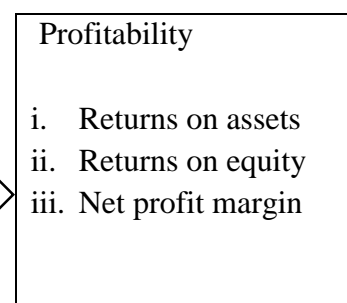 Profitability
i. Returns on assets
ii. Returns on equity
iii. Net profit margin